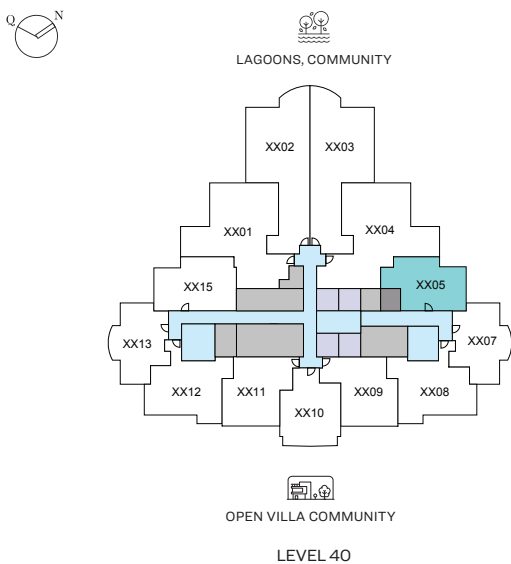 Q N
LAGOONS, COMMUNITY
XX02 XX03
XX01 XX04
XX15 XX05
XX13 XX07
XX12 XX11 XX10 XX09 XX08
OPEN VILLA COMMUNITY
LEVEL 40